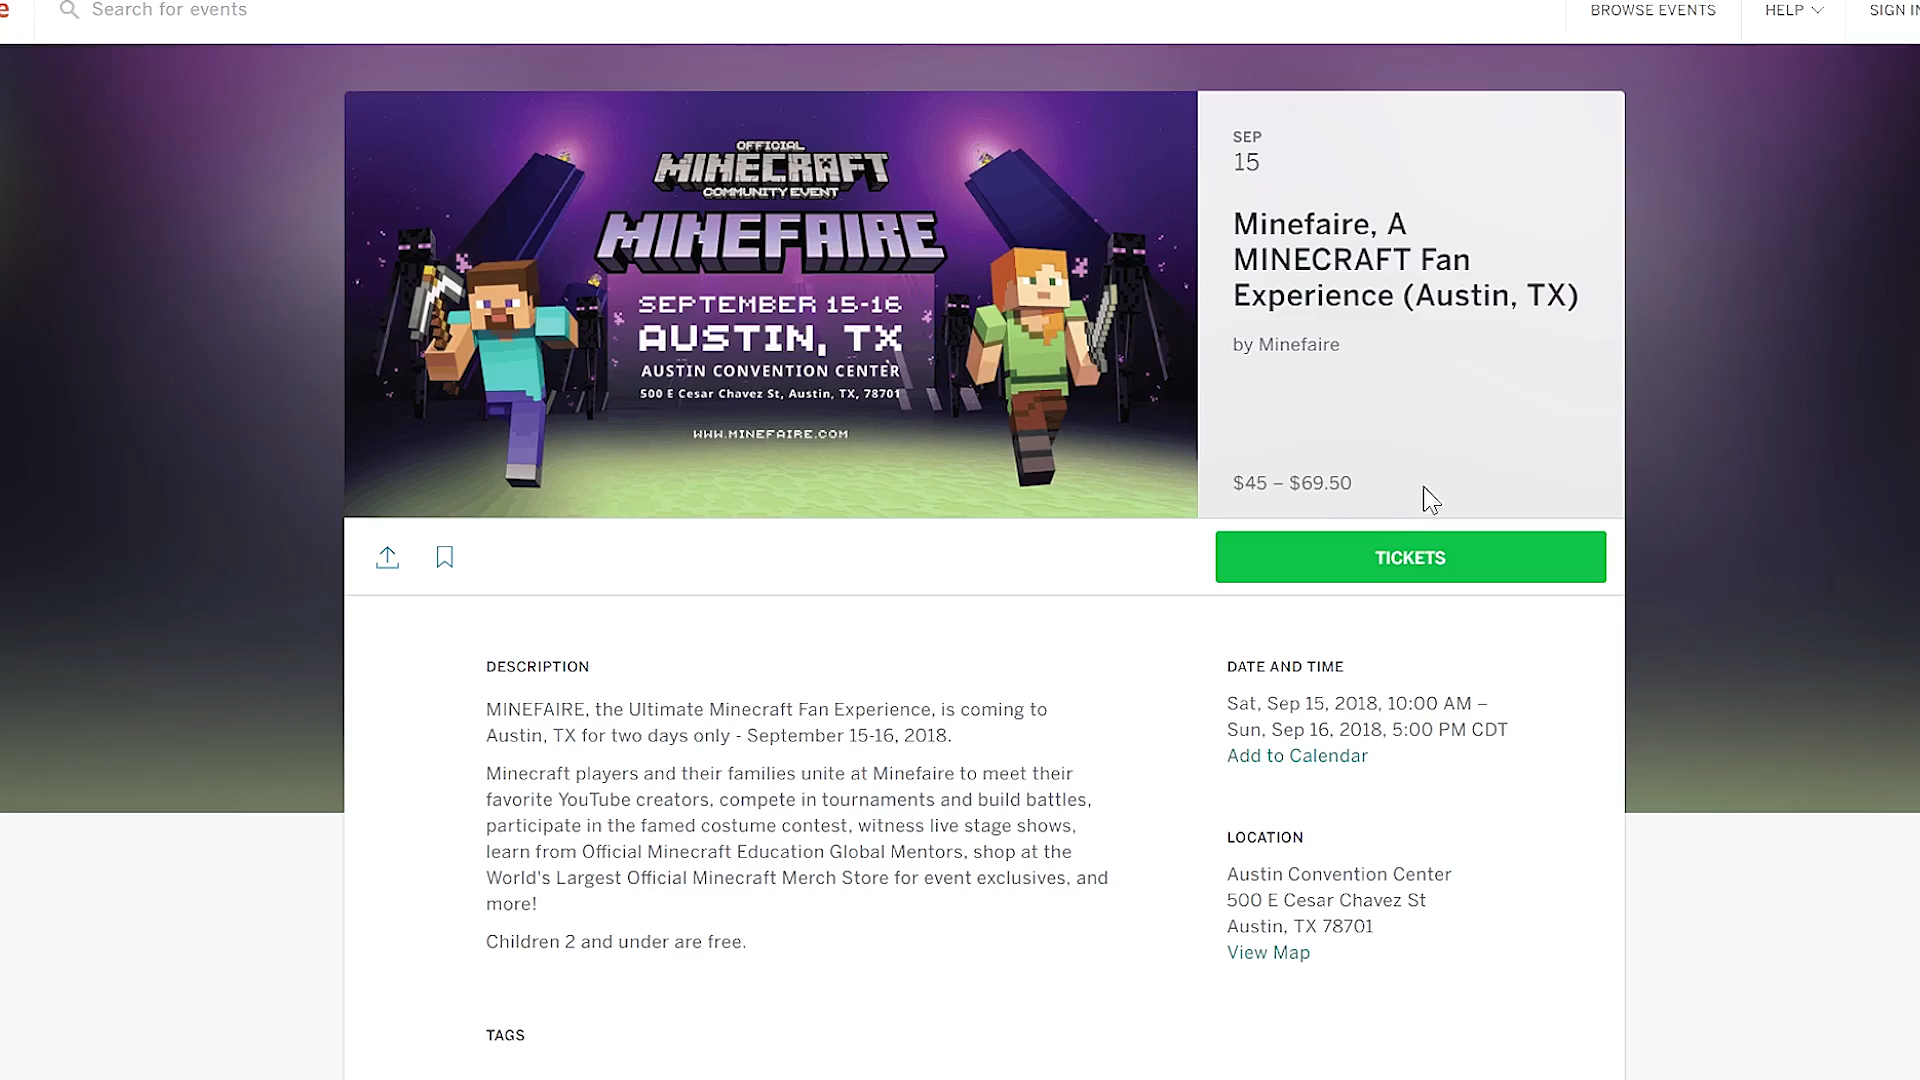 Search for events
BROWSE EVENTS
HELP
SIGN IN
OFFICIAL
MINECRAFT
COMMUNITY EVENT
MINEFAIRE
SEPTEMBER 15-16
AUSTIN, TX
AUSTIN CONVENTION CENTER
500 E Cesar Chavez St, Austin, TX, 78701
WWW.MINEFAIRE.COM
SEP
15
Minefaire, A
MINECRAFT Fan
Experience (Austin, TX)
by Minefaire
$45 – $69.50
TICKETS
DESCRIPTION
MINEFAIRE, the Ultimate Minecraft Fan Experience, is coming to
Austin, TX for two days only - September 15-16, 2018.
Minecraft players and their families unite at Minefaire to meet their
favorite YouTube creators, compete in tournaments and build battles,
participate in the famed costume contest, witness live stage shows,
learn from Official Minecraft Education Global Mentors, shop at the
World's Largest Official Minecraft Merch Store for event exclusives, and
more!
Children 2 and under are free.
TAGS
DATE AND TIME
Sat, Sep 15, 2018, 10:00 AM –
Sun, Sep 16, 2018, 5:00 PM CDT
Add to Calendar
LOCATION
Austin Convention Center
500 E Cesar Chavez St
Austin, TX 78701
View Map